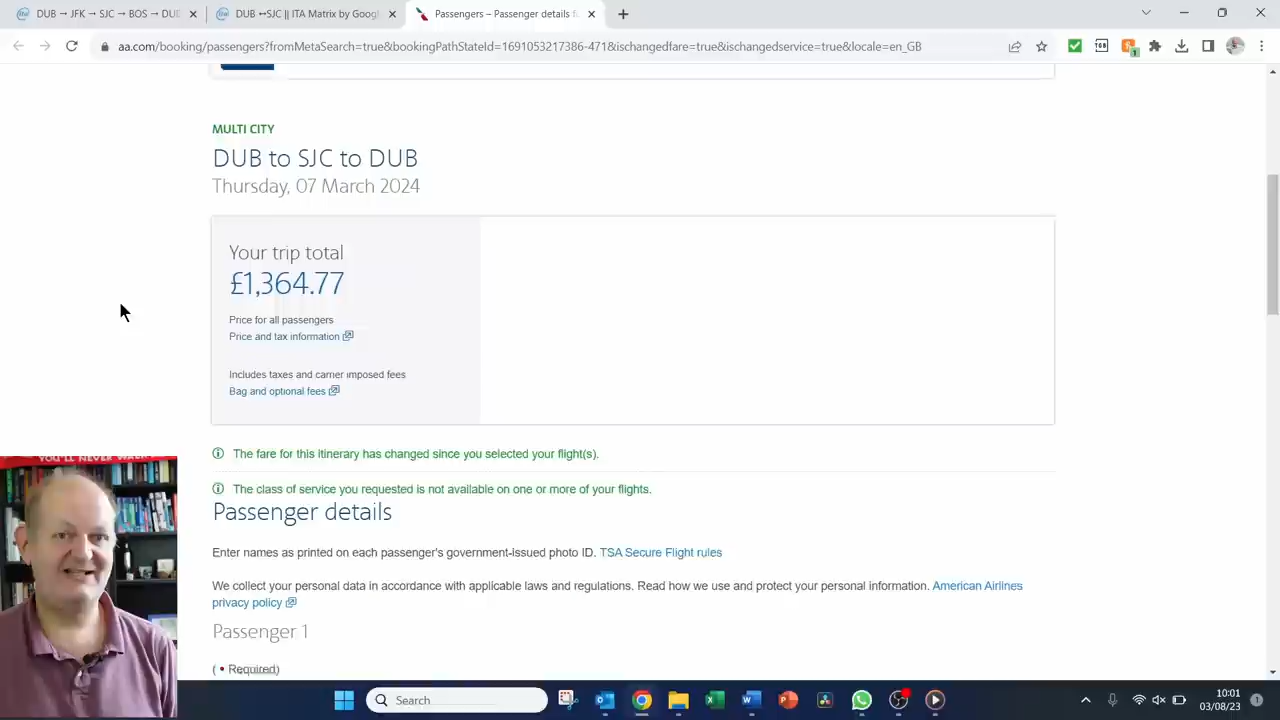 DUB → JFK → SJC → BOS → DUB
DUB →SJC || ITA Matrix by Googl
Passengers – Passenger details fo
aa.com/booking/passengers?fromMetaSearch=true&bookingPathStateId=1691053217386-471&ischangedfare=true&ischangedservice=true&locale=en_GB
MULTI CITY
DUB to SJC to DUB
Thursday, 07 March 2024
Your trip total
£1,364.77
Price for all passengers
Price and tax information
Includes taxes and carrier imposed fees
Bag and optional fees
The fare for this itinerary has changed since you selected your flight(s).
The class of service you requested is not available on one or more of your flights.
Passenger details
Enter names as printed on each passenger's government-issued photo ID. TSA Secure Flight rules
We collect your personal data in accordance with applicable laws and regulations. Read how we use and protect your personal information. American Airlines
privacy policy
Passenger 1
( • Required)
YOU'LL NEVER
Search
10:01
03/08/23
1